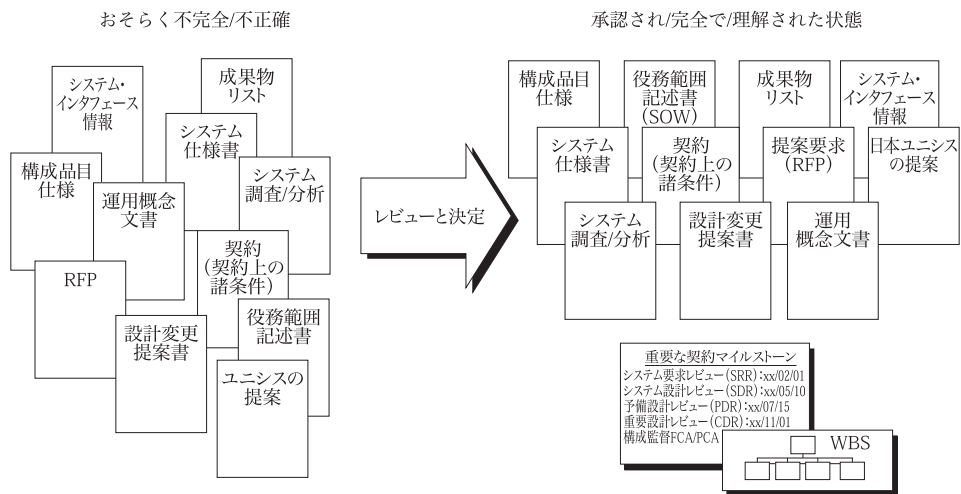 おそらく不完全/不正確
システム・
インタフェース
情報
成果物
リスト
システム
仕様書
構成品目
仕様
システム
調査/分析
運用概念
文書
契約
(契約上の
諸条件)
RFP
役務範囲
記述書
設計変更
提案書
ユニシスの
提案
レビューと決定
承認され/完全で/理解された状態
構成品目
仕様
役務範囲
記述書
(SOW)
成果物
リスト
システム・
インタフェース
情報
システム
仕様書
契約
(契約上の
諸条件)
提案要求
(RFP)
日本ユニシス
の提案
システム
調査/分析
設計変更
提案書
運用
概念文書
重要な契約マイルストーン
システム要求レビュー(SRR):xx/02/01
システム設計レビュー(SDR):xx/05/10
予備設計レビュー(PDR):xx/07/15
重要設計レビュー(CDR):xx/11/01
構成監督FCA/PCA
WBS